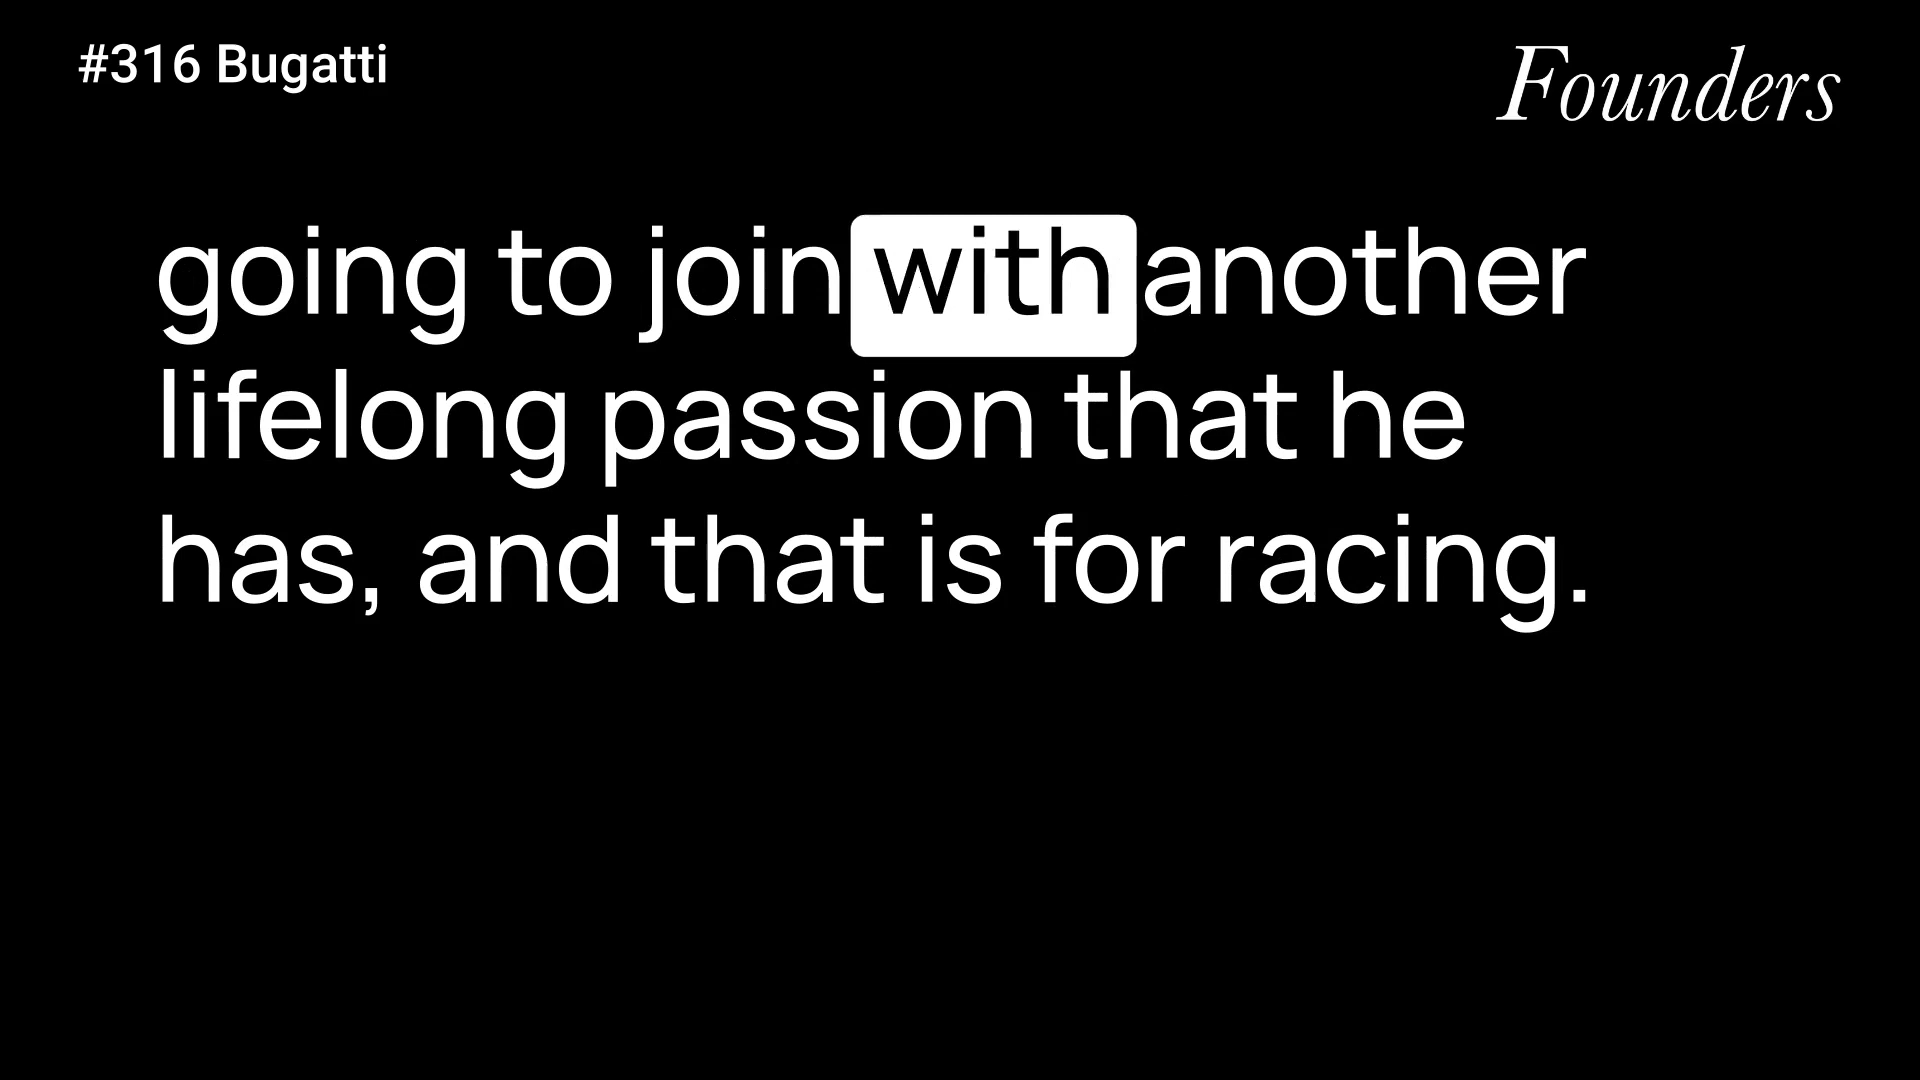 #316 Bugatti
Founders
going to join with another
lifelong passion that he
has, and that is for racing.